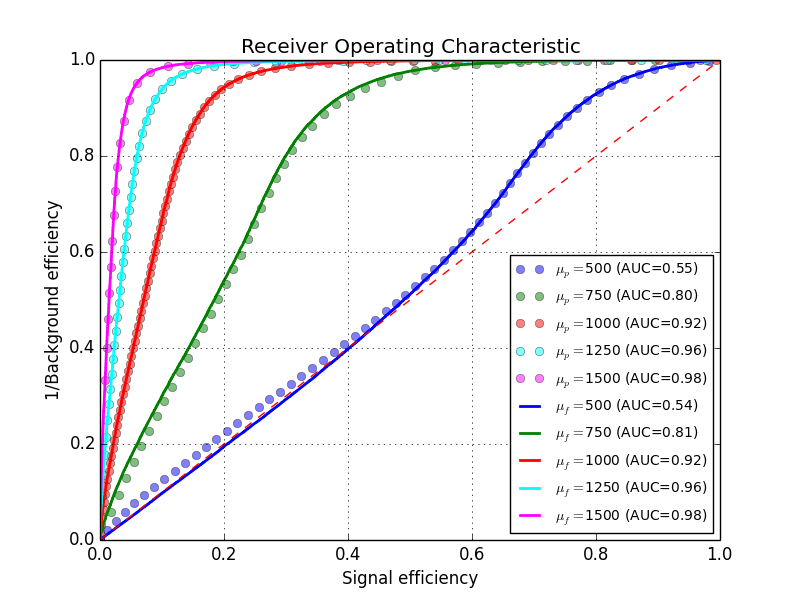 Receiver Operating Characteristic
1.0
0.8
0.6
0.4
0.2
0.0
1/Background efficiency
μp = 500 (AUC=0.55)
μp = 750 (AUC=0.80)
μp = 1000 (AUC=0.92)
μp = 1250 (AUC=0.96)
μp = 1500 (AUC=0.98)
μf = 500 (AUC=0.54)
μf = 750 (AUC=0.81)
μf = 1000 (AUC=0.92)
μf = 1250 (AUC=0.96)
μf = 1500 (AUC=0.98)
0.0 0.2 0.4 0.6 0.8 1.0
Signal efficiency